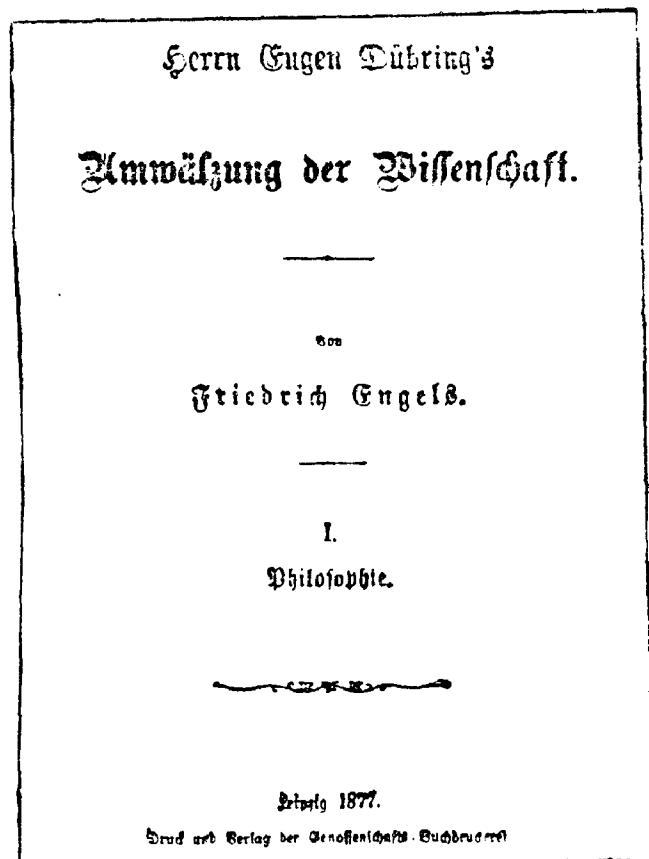 Herrn Eugen Dühring's
Umwälzung der Wissenschaft.
Von
Friedrich Engels.
I.
Philosophie.
Leipzig 1877.
Druck und Verlag der Genossenschafts-Buchdruckerei